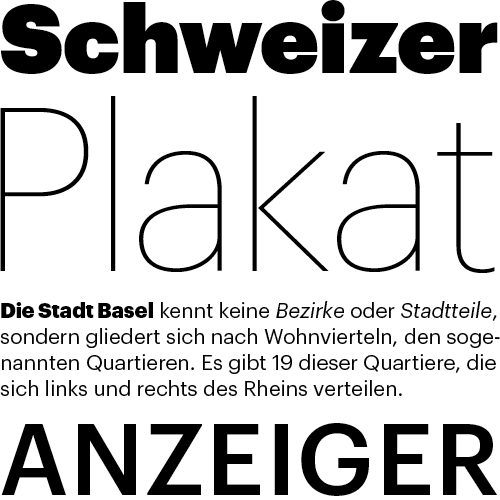 Schweizer
Plakat
Die Stadt Basel kennt keine Bezirke oder Stadtteile,
sondern gliedert sich nach Wohnvierteln, den soge-
nannten Quartieren. Es gibt 19 dieser Quartiere, die
sich links und rechts des Rheins verteilen.
ANZEIGER